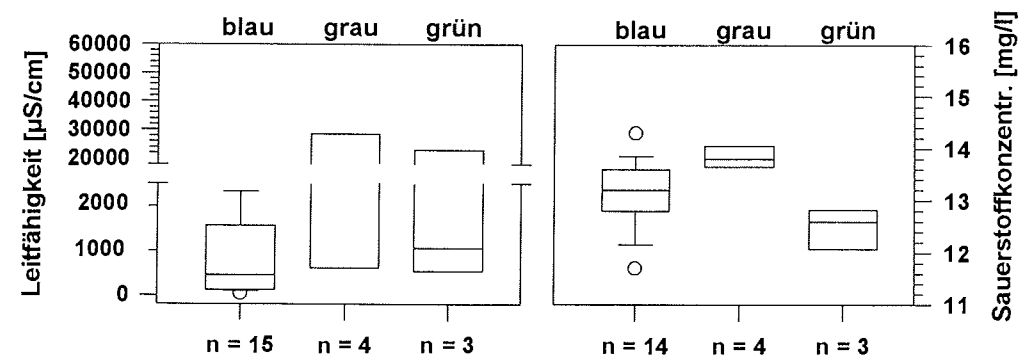 blau grau grün
Leitfähigkeit [µS/cm]
60000
50000
40000
30000
20000
2000
1000
0
n = 15 n = 4 n = 3
blau grau grün
16
15
14
13
12
11
Sauerstoffkonzentr. [mg/l]
n = 14 n = 4 n = 3